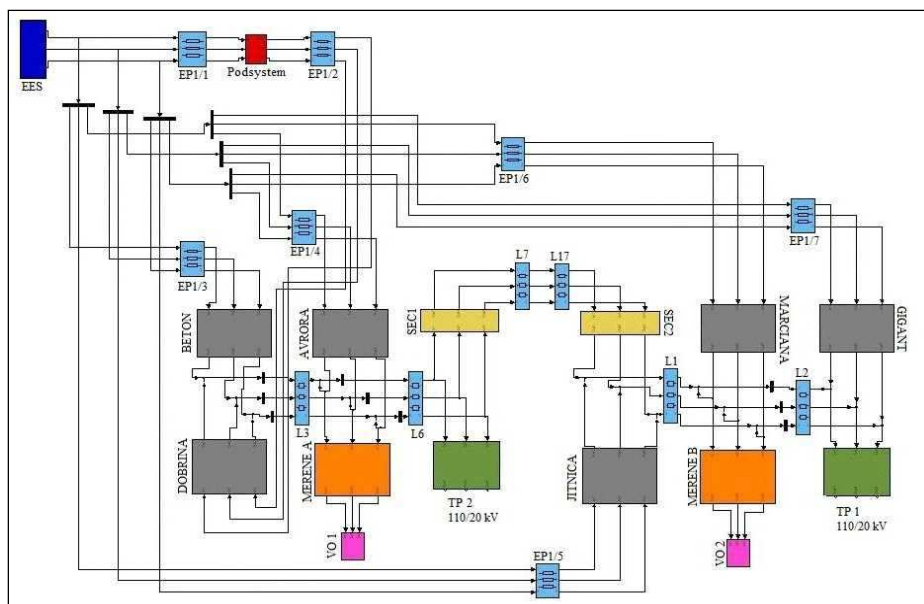 EES
EP1/1
Podsystem
EP1/2
EP1/6
EP1/7
EP1/4
EP1/3
L7
L17
BETON
AVRORA
SEC1
SEC2
MARCIANA
GIGANT
L1
L2
L3
L6
DOBRINA
MERENE A
TP 2
110/20 kV
JITNICA
MERENE B
TP 1
110/20 kV
VO 1
VO 2
EP1/5